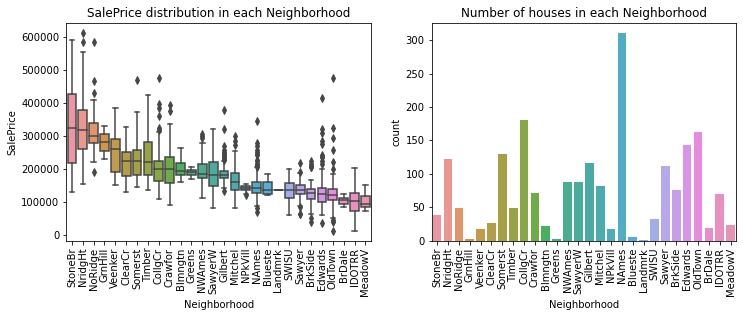 SalePrice distribution in each Neighborhood
SalePrice
600000
500000
400000
300000
200000
100000
0
StoneBr
NridgHt
NoRidge
GrnHill
Veenker
ClearCr
Somerst
Timber
CollgCr
Crawfor
Blmngtn
Greens
NWAmes
SawyerW
Gilbert
Mitchel
NPkVill
NAmes
Blueste
Landmrk
SWISU
Sawyer
BrkSide
Edwards
OldTown
BrDale
IDOTRR
MeadowV
Neighborhood
Number of houses in each Neighborhood
count
300
250
200
150
100
50
0
StoneBr
NridgHt
NoRidge
GrnHill
Veenker
ClearCr
Somerst
Timber
CollgCr
Crawfor
Blmngtn
Greens
NWAmes
SawyerW
Gilbert
Mitchel
NPkVill
NAmes
Blueste
Landmrk
SWISU
Sawyer
BrkSide
Edwards
OldTown
BrDale
IDOTRR
MeadowV
Neighborhood